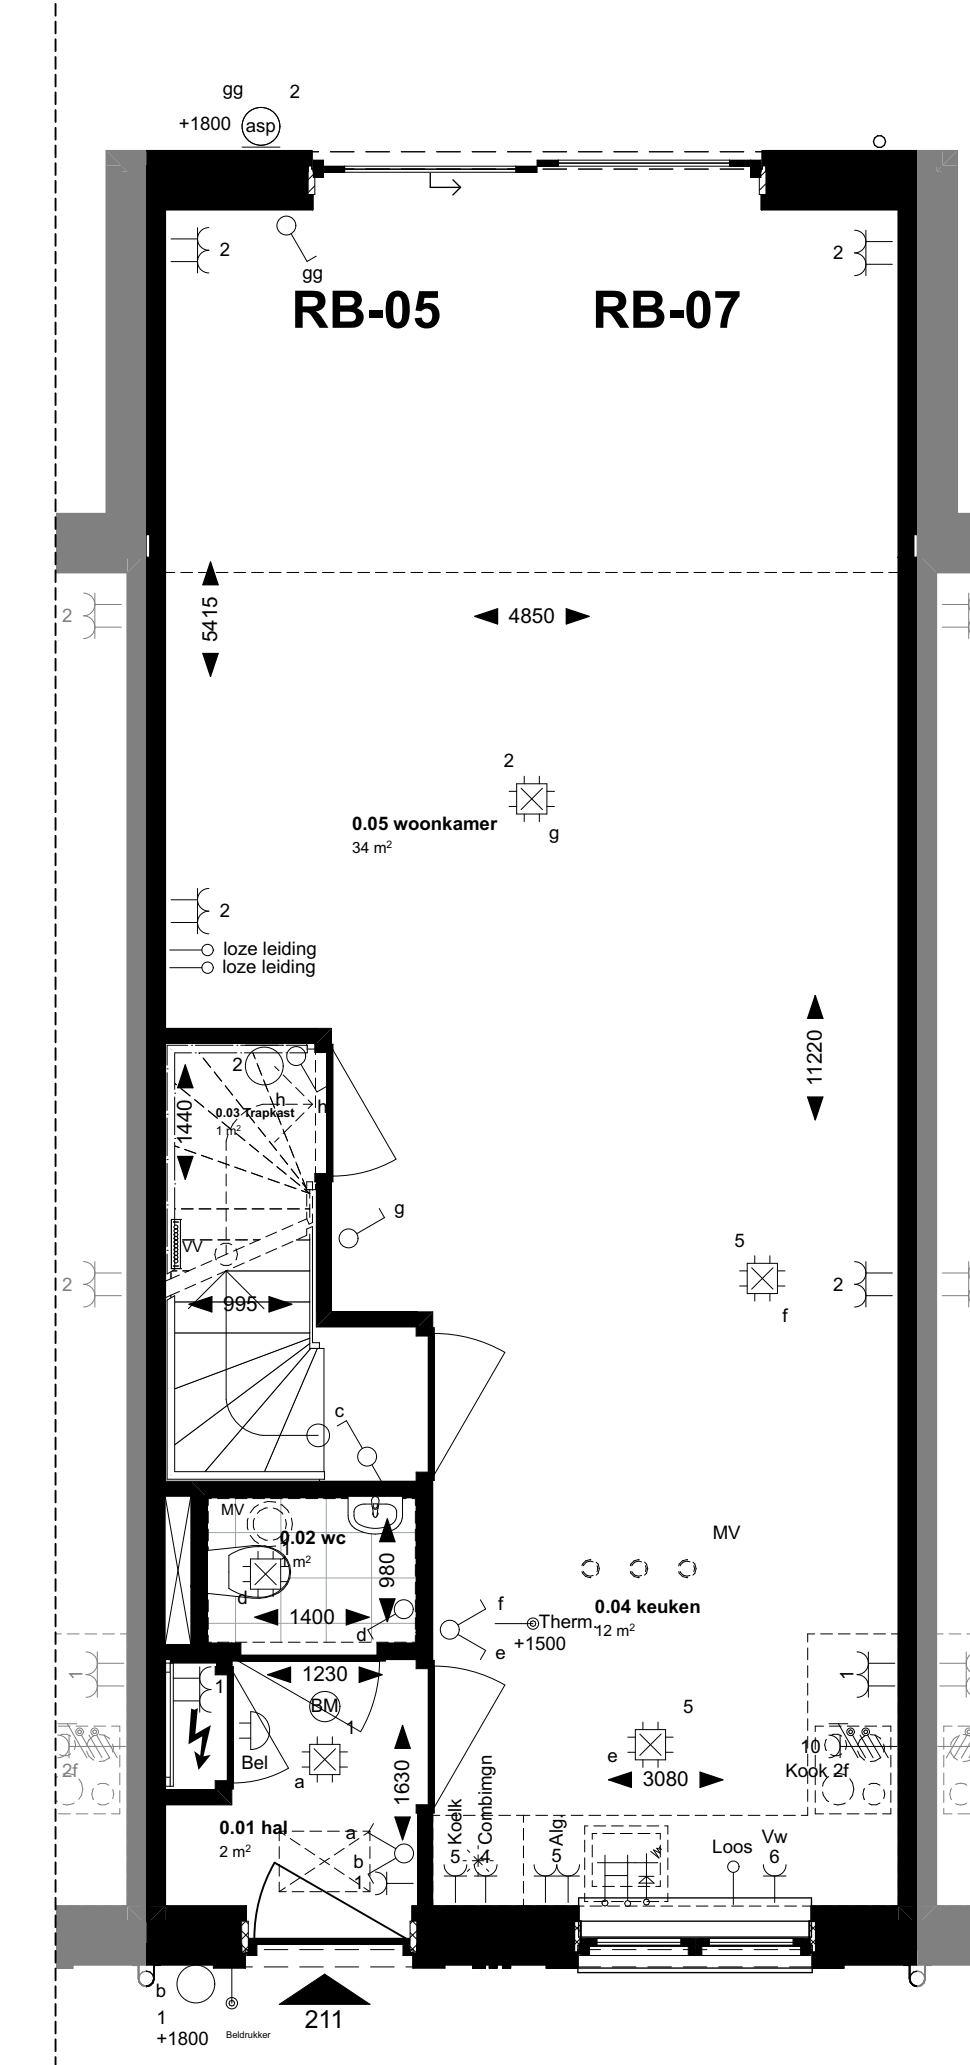 gg 2
+1800 asp
2
gg
2
RB-05 RB-07
5415
4850
2
2
2
g
0.05 woonkamer
34 m²
2
loze leiding
loze leiding
11220
2
h
h
1440
0.03 Trapkast
1 m²
g
VV
5
f
2
2
2
995
c
MV
0.02 wc
m²
d
980
1400
d
MV
f
Therm.
+1500
e
0.04 keuken
12 m²
1230
1
1
1
BM
1
Bel
a
1630
5
e
3080
10
Kook 2f
2f
0.01 hal
2 m²
a
b
1
Koelk
5
Combimgn
4
Alg.
5
Loos
Vw
6
b
1
+1800
Beldrukker
211